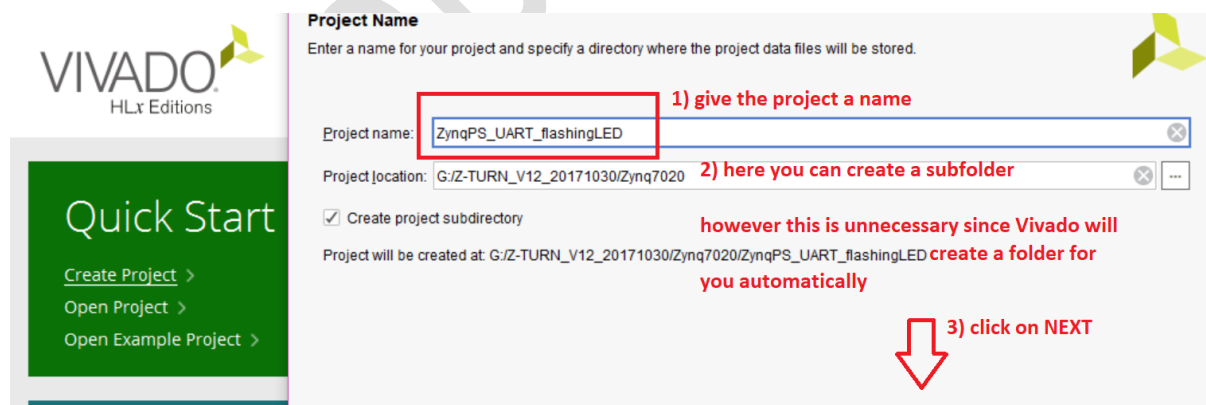 VIVADO.
HLx Editions
Quick Start
Create Project >
Open Project >
Open Example Project >
Project Name
Enter a name for your project and specify a directory where the project data files will be stored.
1) give the project a name
Project name: ZynqPS_UART_flashingLED
Project location: G:/Z-TURN_V12_20171030/Zynq7020 ...
2) here you can create a subfolder
Create project subdirectory
however this is unnecessary since Vivado will
Project will be created at: G:/Z-TURN_V12_20171030/Zynq7020/ZynqPS_UART_flashingLED
create a folder for
you automatically
3) click on NEXT